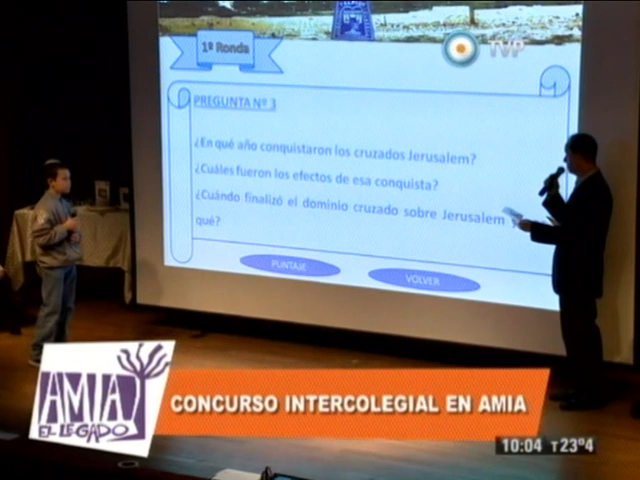 1º Ronda
TVP
PREGUNTA Nº 3
¿En qué año conquistaron los cruzados Jerusalem?
¿Cuáles fueron los efectos de esa conquista?
¿Cuándo finalizó el dominio cruzado sobre Jerusalem y
qué?
PUNTAJE
VOLVER
AMIA
EL LEGADO
CONCURSO INTERCOLEGIAL EN AMIA
10:04 T23º4